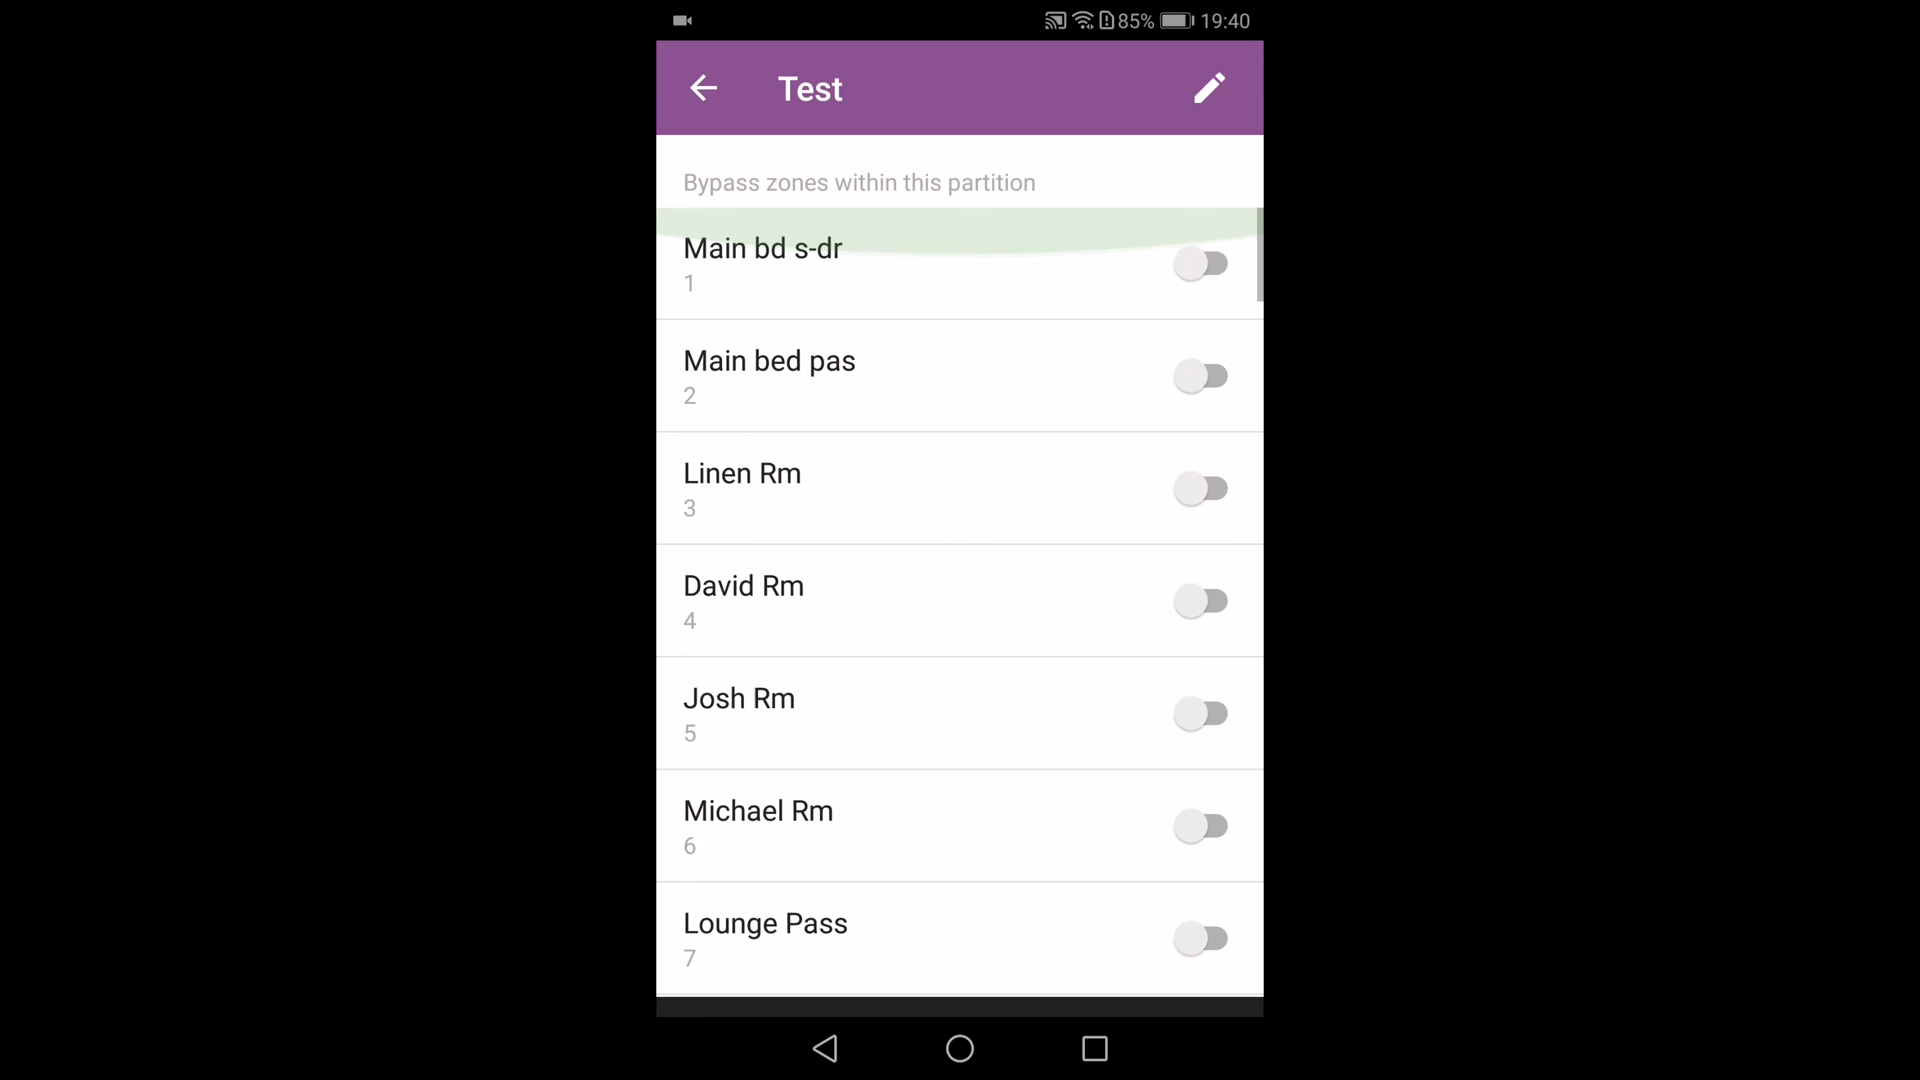 85% 19:40
Test
Bypass zones within this partition
Main bd s-dr
1
Main bed pas
2
Linen Rm
3
David Rm
4
Josh Rm
5
Michael Rm
6
Lounge Pass
7